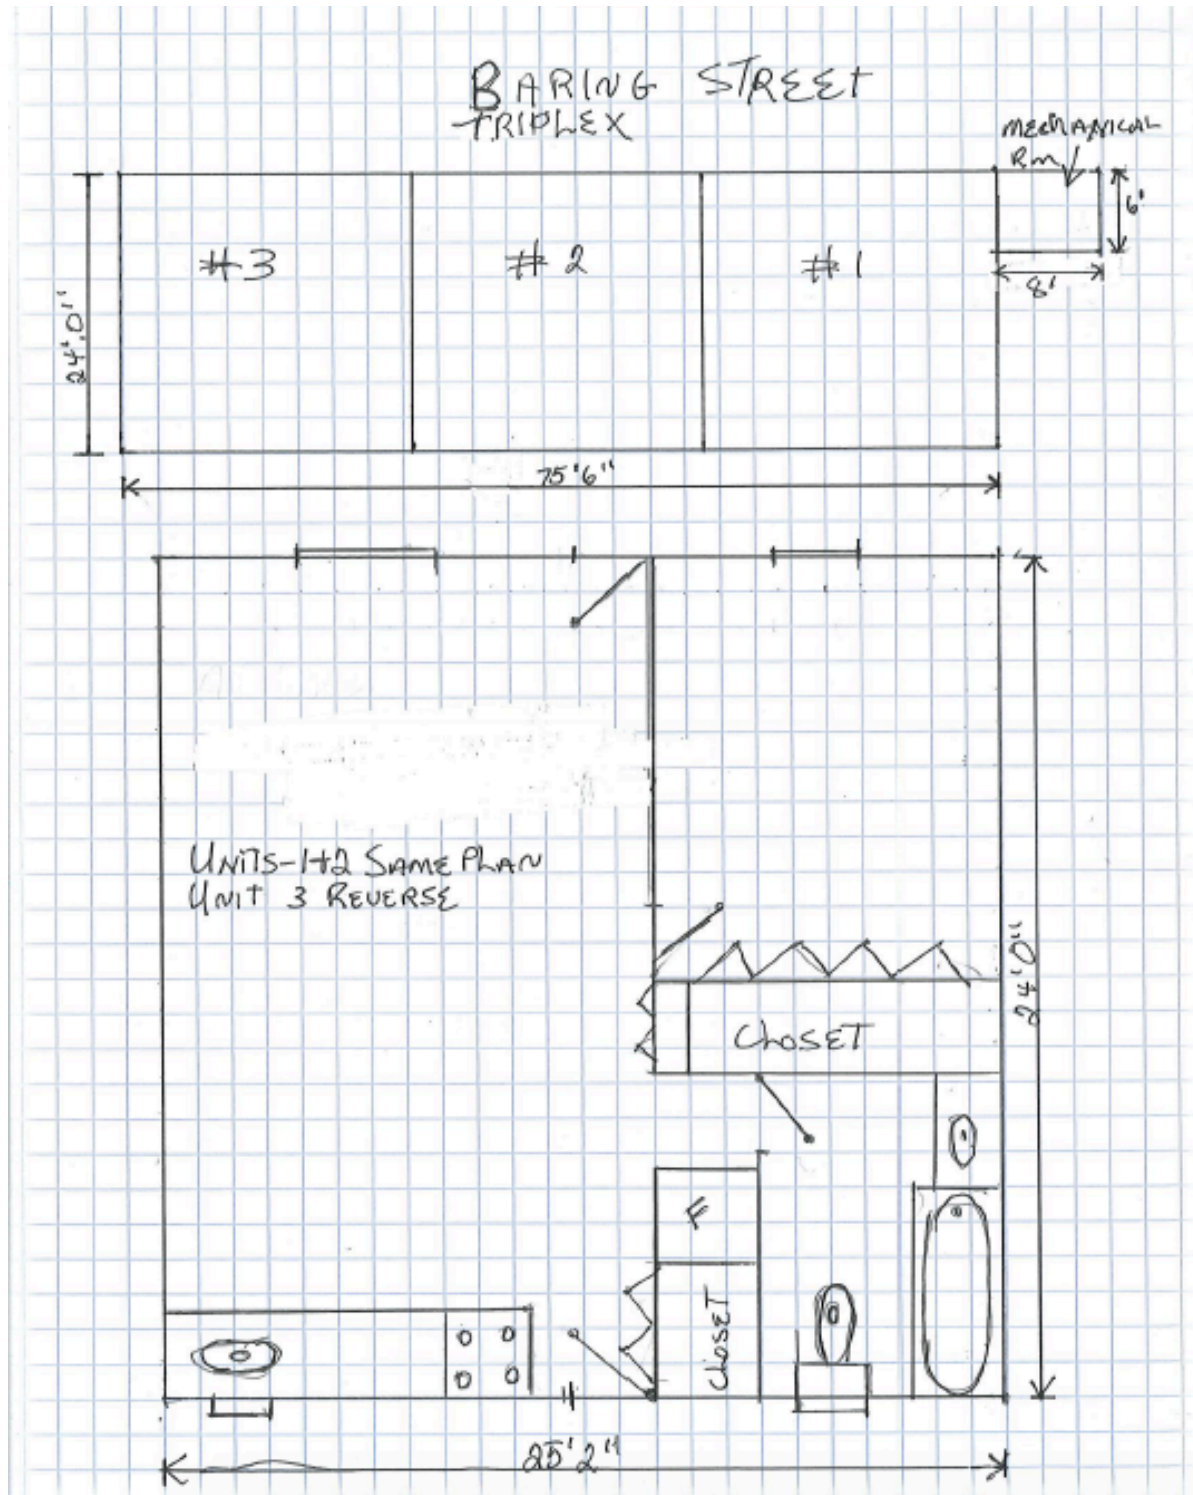 BARING STREET
TRIPLEX
MECHANICAL
Rm
6'
8'
#3
#2
#1
24'.0"
75'6"
UNITS-1+2 SAME PLAN
UNIT 3 REVERSE
CLOSET
24'.0"
F
CLOSET
25'2"